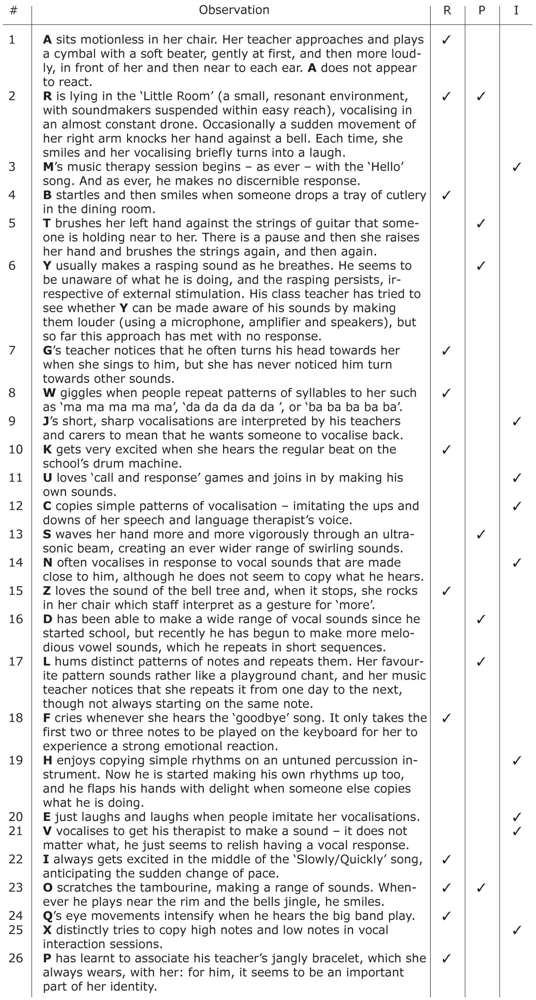 # Observation R P I
1 A sits motionless in her chair. Her teacher approaches and plays ✓
a cymbal with a soft beater, gently at first, and then more loud-
ly, in front of her and then near to each ear. A does not appear
to react.
2 R is lying in the ‘Little Room’ (a small, resonant environment, ✓ ✓
with soundmakers suspended within easy reach), vocalising in
an almost constant drone. Occasionally a sudden movement of
her right arm knocks her hand against a bell. Each time, she
smiles and her vocalising briefly turns into a laugh.
3 M’s music therapy session begins – as ever – with the ‘Hello’ ✓
song. And as ever, he makes no discernible response.
4 B startles and then smiles when someone drops a tray of cutlery ✓
in the dining room.
5 T brushes her left hand against the strings of guitar that some- ✓
one is holding near to her. There is a pause and then she raises
her hand and brushes the strings again, and then again.
6 Y usually makes a rasping sound as he breathes. He seems to ✓
be unaware of what he is doing, and the rasping persists, ir-
respective of external stimulation. His class teacher has tried to
see whether Y can be made aware of his sounds by making
them louder (using a microphone, amplifier and speakers), but
so far this approach has met with no response.
7 G’s teacher notices that he often turns his head towards her ✓
when she sings to him, but she has never noticed him turn
towards other sounds.
8 W giggles when people repeat patterns of syllables to her such ✓
as ‘ma ma ma ma ma’, ‘da da da da da ’, or ‘ba ba ba ba ba’.
9 J’s short, sharp vocalisations are interpreted by his teachers ✓
and carers to mean that he wants someone to vocalise back.
10 K gets very excited when she hears the regular beat on the ✓
school’s drum machine.
11 U loves ‘call and response’ games and joins in by making his ✓
own sounds.
12 C copies simple patterns of vocalisation – imitating the ups and ✓
downs of her speech and language therapist’s voice.
13 S waves her hand more and more vigorously through an ultra- ✓
sonic beam, creating an ever wider range of swirling sounds.
14 N often vocalises in response to vocal sounds that are made ✓
close to him, although he does not seem to copy what he hears.
15 Z loves the sound of the bell tree and, when it stops, she rocks ✓
in her chair which staff interpret as a gesture for ‘more’.
16 D has been able to make a wide range of vocal sounds since he ✓
started school, but recently he has begun to make more melo-
dious vowel sounds, which he repeats in short sequences.
17 L hums distinct patterns of notes and repeats them. Her favour- ✓
ite pattern sounds rather like a playground chant, and her music
teacher notices that she repeats it from one day to the next,
though not always starting on the same note.
18 F cries whenever she hears the ‘goodbye’ song. It only takes the ✓
first two or three notes to be played on the keyboard for her to
experience a strong emotional reaction.
19 H enjoys copying simple rhythms on an untuned percussion in- ✓
strument. Now he is started making his own rhythms up too,
and he flaps his hands with delight when someone else copies
what he is doing.
20 E just laughs and laughs when people imitate her vocalisations. ✓
21 V vocalises to get his therapist to make a sound – it does not ✓
matter what, he just seems to relish having a vocal response.
22 I always gets excited in the middle of the ‘Slowly/Quickly’ song, ✓
anticipating the sudden change of pace.
23 O scratches the tambourine, making a range of sounds. When- ✓ ✓
ever he plays near the rim and the bells jingle, he smiles.
24 Q’s eye movements intensify when he hears the big band play. ✓
25 X distinctly tries to copy high notes and low notes in vocal ✓
interaction sessions.
26 P has learnt to associate his teacher’s jangly bracelet, which she ✓
always wears, with her: for him, it seems to be an important
part of her identity.